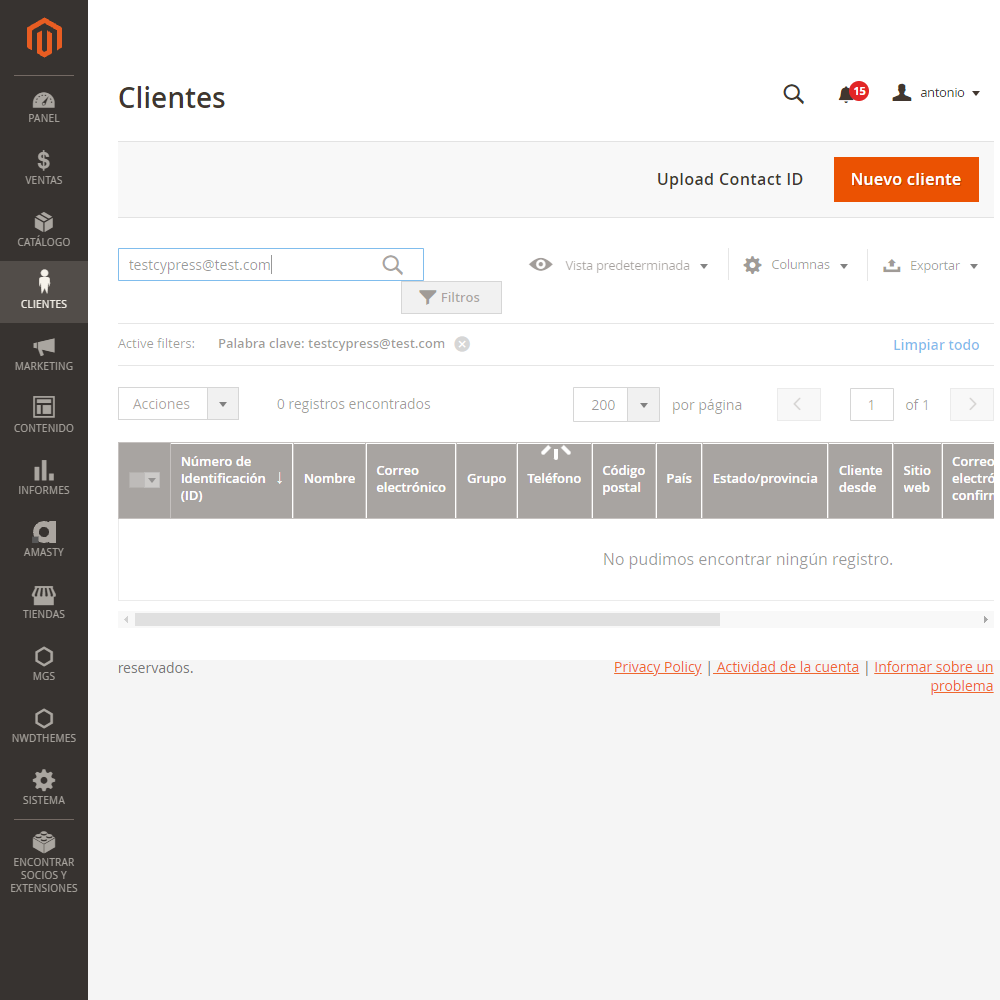 PANEL
VENTAS
CATÁLOGO
CLIENTES
MARKETING
CONTENIDO
INFORMES
AMASTY
TIENDAS
MGS
NWDTHEMES
SISTEMA
ENCONTRAR
SOCIOS Y
EXTENSIONES
Clientes
15
antonio
Upload Contact ID
Nuevo cliente
testcypress@test.com
Vista predeterminada
Columnas
Exportar
Filtros
Active filters: Palabra clave: testcypress@test.com
Limpiar todo
Acciones
0 registros encontrados
200
por página
1
of 1
Número de
Identificación
(ID)
↓
Nombre
Correo
electrónico
Grupo
Teléfono
Código
postal
País
Estado/provincia
Cliente
desde
Sitio
web
Correo
electró
confirm
No pudimos encontrar ningún registro.
reservados.
Privacy Policy | Actividad de la cuenta | Informar sobre un
problema